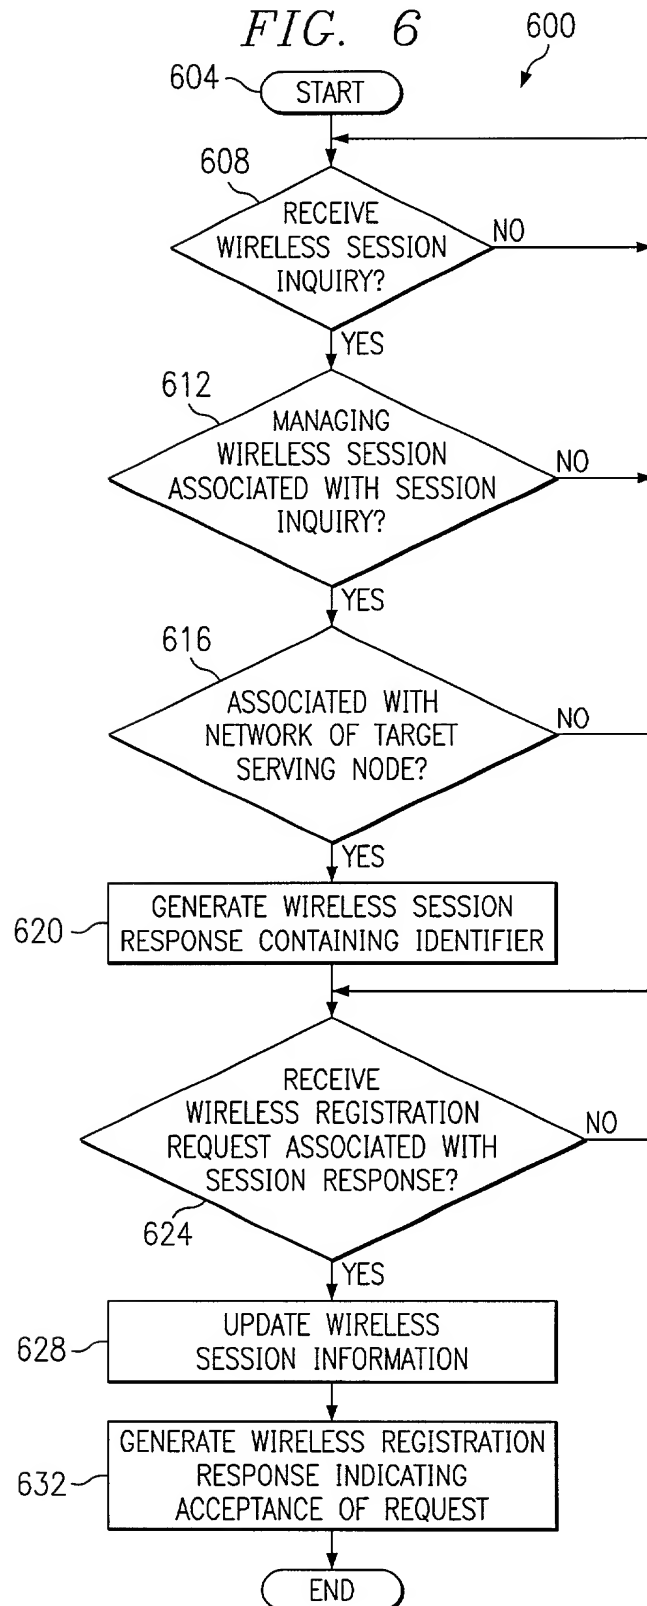 FIG. 6
600
604
START
608
RECEIVE
WIRELESS SESSION
INQUIRY?
NO
YES
612
MANAGING
WIRELESS SESSION
ASSOCIATED WITH SESSION
INQUIRY?
NO
YES
616
ASSOCIATED WITH
NETWORK OF TARGET
SERVING NODE?
NO
YES
620
GENERATE WIRELESS SESSION
RESPONSE CONTAINING IDENTIFIER
RECEIVE
WIRELESS REGISTRATION
REQUEST ASSOCIATED WITH
SESSION RESPONSE?
NO
624
YES
628
UPDATE WIRELESS
SESSION INFORMATION
632
GENERATE WIRELESS REGISTRATION
RESPONSE INDICATING
ACCEPTANCE OF REQUEST
END